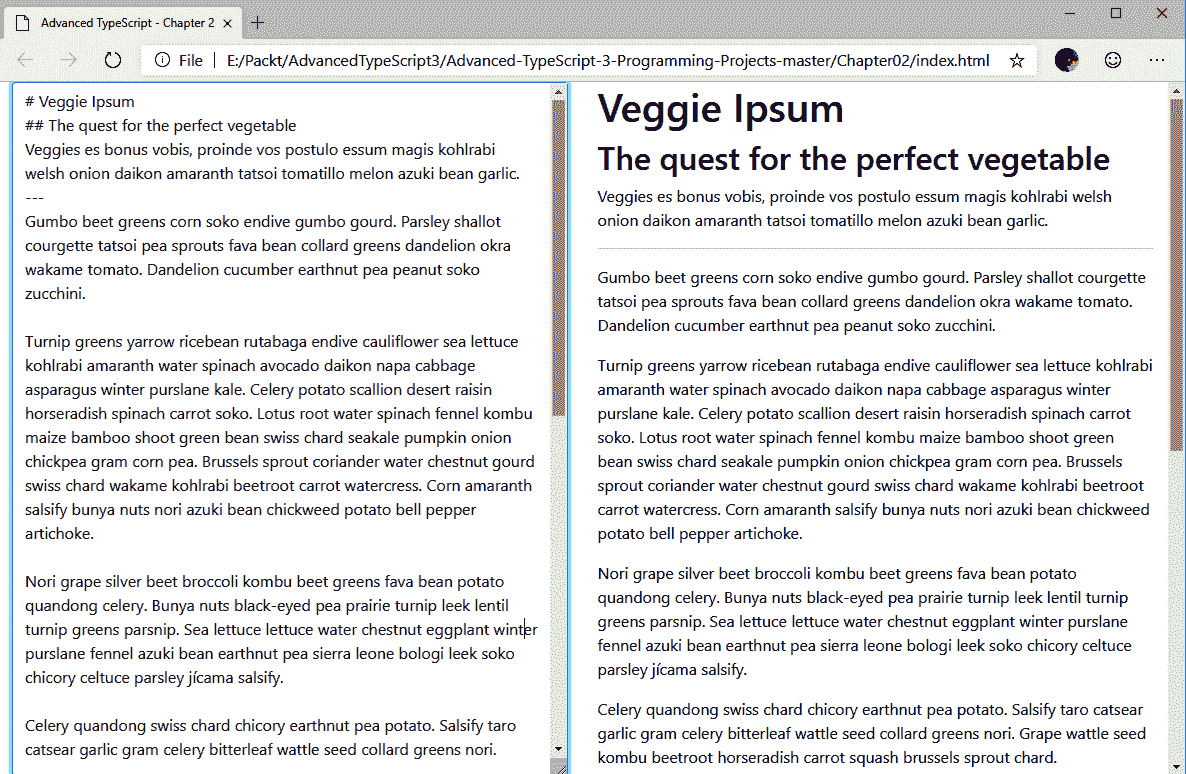 Advanced TypeScript - Chapter 2
File
E:/Packt/AdvancedTypeScript3/Advanced-TypeScript-3-Programming-Projects-master/Chapter02/index.html
# Veggie Ipsum
## The quest for the perfect vegetable
Veggies es bonus vobis, proinde vos postulo essum magis kohlrabi
welsh onion daikon amaranth tatsoi tomatillo melon azuki bean garlic.
---
Gumbo beet greens corn soko endive gumbo gourd. Parsley shallot
courgette tatsoi pea sprouts fava bean collard greens dandelion okra
wakame tomato. Dandelion cucumber earthnut pea peanut soko
zucchini.
Turnip greens yarrow ricebean rutabaga endive cauliflower sea lettuce
kohlrabi amaranth water spinach avocado daikon napa cabbage
asparagus winter purslane kale. Celery potato scallion desert raisin
horseradish spinach carrot soko. Lotus root water spinach fennel kombu
maize bamboo shoot green bean swiss chard seakale pumpkin onion
chickpea gram corn pea. Brussels sprout coriander water chestnut gourd
swiss chard wakame kohlrabi beetroot carrot watercress. Corn amaranth
salsify bunya nuts nori azuki bean chickweed potato bell pepper
artichoke.
Nori grape silver beet broccoli kombu beet greens fava bean potato
quandong celery. Bunya nuts black-eyed pea prairie turnip leek lentil
turnip greens parsnip. Sea lettuce lettuce water chestnut eggplant winter
purslane fennel azuki bean earthnut pea sierra leone bologi leek soko
chicory celtuce parsley jícama salsify.
Celery quandong swiss chard chicory earthnut pea potato. Salsify taro
catsear garlic gram celery bitterleaf wattle seed collard greens nori.
Veggie Ipsum
The quest for the perfect vegetable
Veggies es bonus vobis, proinde vos postulo essum magis kohlrabi welsh
onion daikon amaranth tatsoi tomatillo melon azuki bean garlic.
Gumbo beet greens corn soko endive gumbo gourd. Parsley shallot courgette
tatsoi pea sprouts fava bean collard greens dandelion okra wakame tomato.
Dandelion cucumber earthnut pea peanut soko zucchini.
Turnip greens yarrow ricebean rutabaga endive cauliflower sea lettuce kohlrabi
amaranth water spinach avocado daikon napa cabbage asparagus winter
purslane kale. Celery potato scallion desert raisin horseradish spinach carrot
soko. Lotus root water spinach fennel kombu maize bamboo shoot green
bean swiss chard seakale pumpkin onion chickpea gram corn pea. Brussels
sprout coriander water chestnut gourd swiss chard wakame kohlrabi beetroot
carrot watercress. Corn amaranth salsify bunya nuts nori azuki bean chickweed
potato bell pepper artichoke.
Nori grape silver beet broccoli kombu beet greens fava bean potato
quandong celery. Bunya nuts black-eyed pea prairie turnip leek lentil turnip
greens parsnip. Sea lettuce lettuce water chestnut eggplant winter purslane
fennel azuki bean earthnut pea sierra leone bologi leek soko chicory celtuce
parsley jícama salsify.
Celery quandong swiss chard chicory earthnut pea potato. Salsify taro catsear
garlic gram celery bitterleaf wattle seed collard greens nori. Grape wattle seed
kombu beetroot horseradish carrot squash brussels sprout chard.